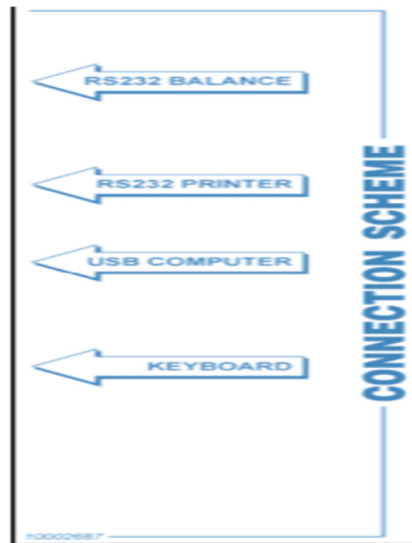 RS232 BALANCE
RS232 PRINTER
USB COMPUTER
KEYBOARD
CONNECTION SCHEME
10002687